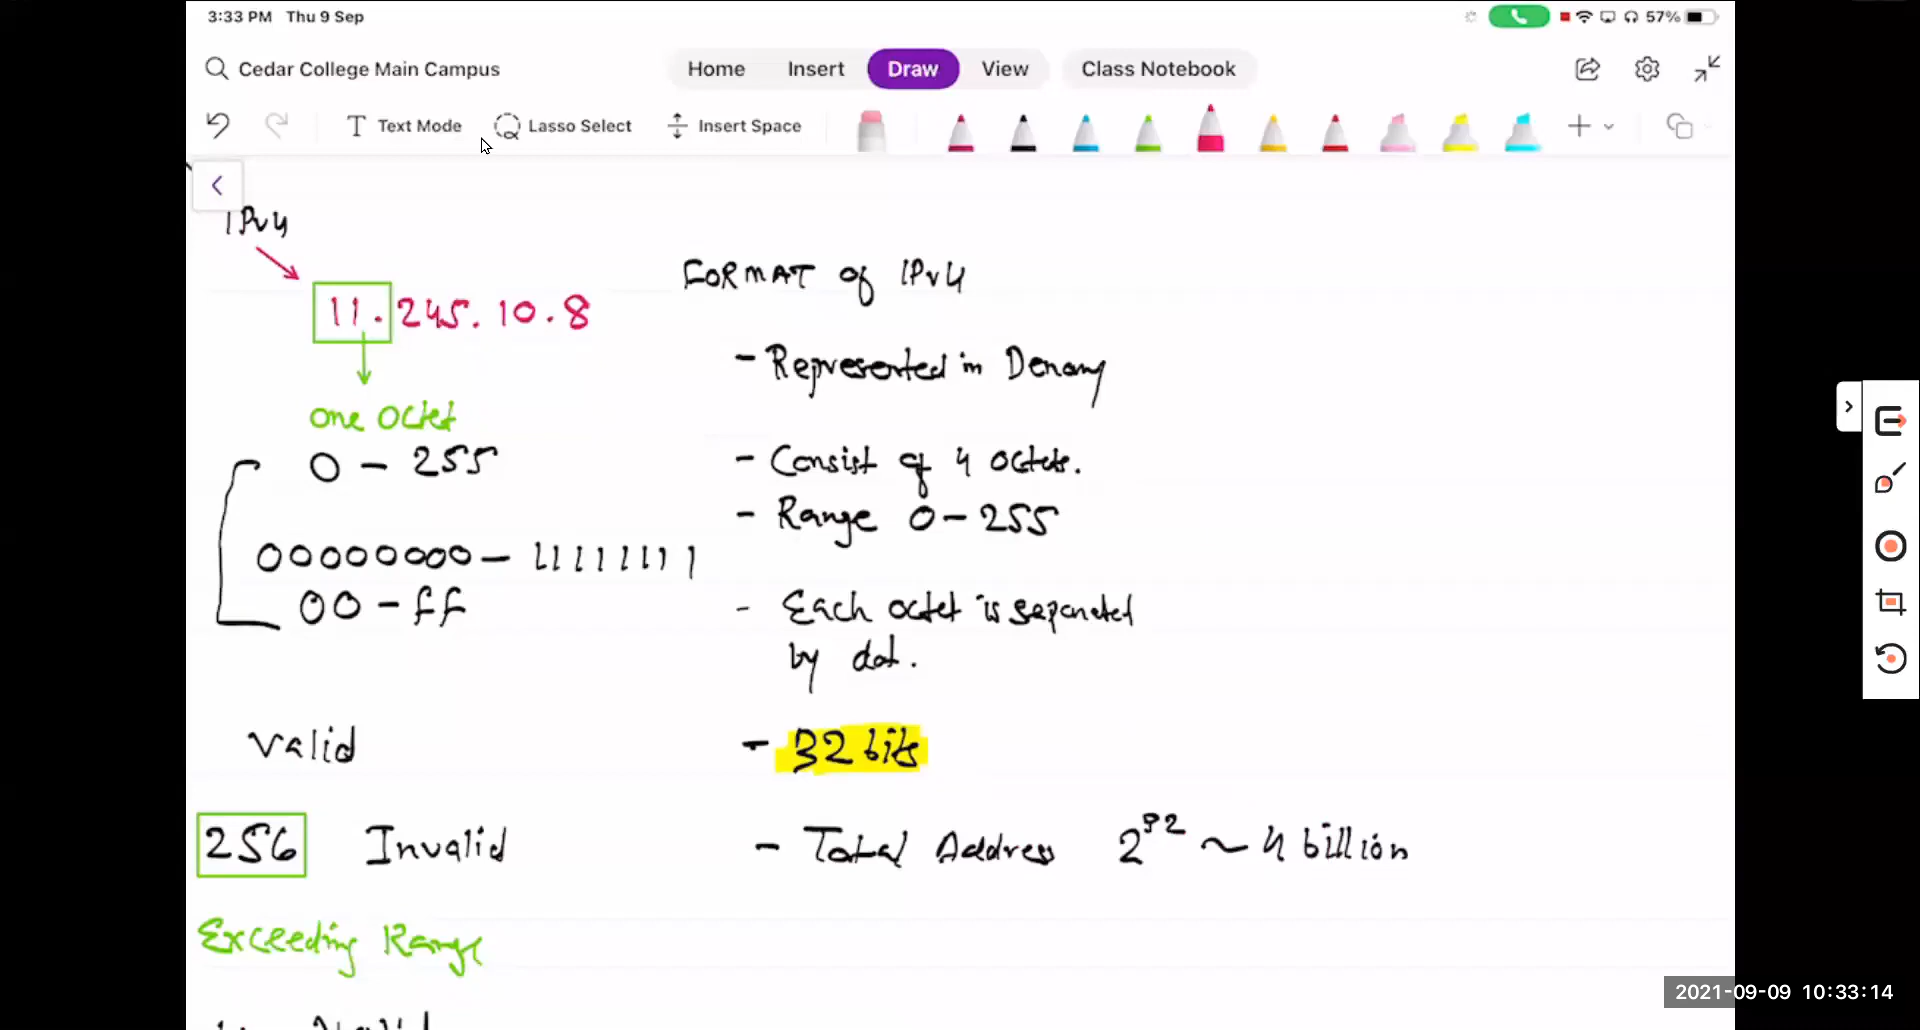 3:33 PM Thu 9 Sep
57%
Cedar College Main Campus
Home Insert Draw View Class Notebook
Text Mode Lasso Select Insert Space
IPv4
11.245.10.8
one octet
0 - 255
00000000 - 11111111
00 - ff
Valid
256 Invalid
Exceeding Range
FORMAT of IPv4
- Represented in Denary
- Consist of 4 octets.
- Range 0 - 255
- Each octet is separated
by dot.
- 32 bits
- Total Address 2^32 ~ 4 billion
2021-09-09 10:33:14